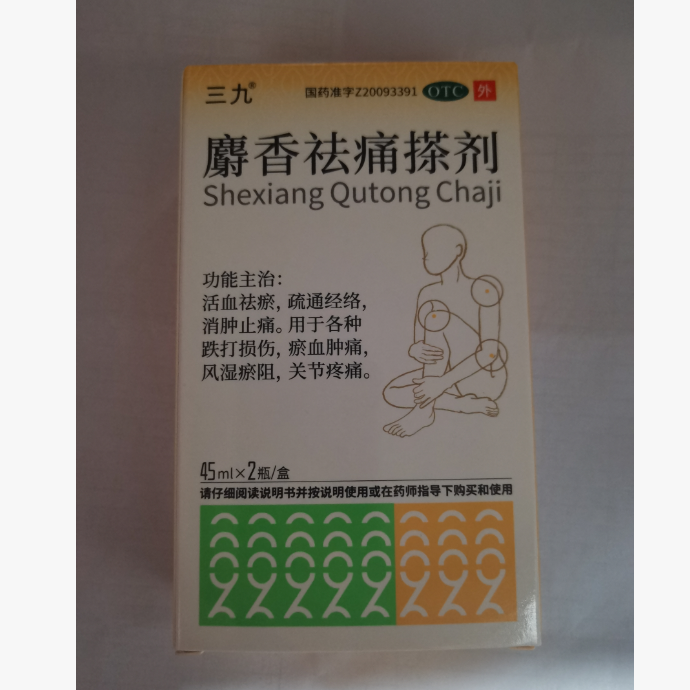 三九®
国药准字Z20093391 OTC 外
麝香祛痛搽剂
Shexiang Qutong Chaji
功能主治：
活血祛瘀，疏通经络，
消肿止痛。用于各种
跌打损伤，瘀血肿痛，
风湿瘀阻，关节疼痛。
45ml×2瓶/盒
请仔细阅读说明书并按说明使用或在药师指导下购买和使用